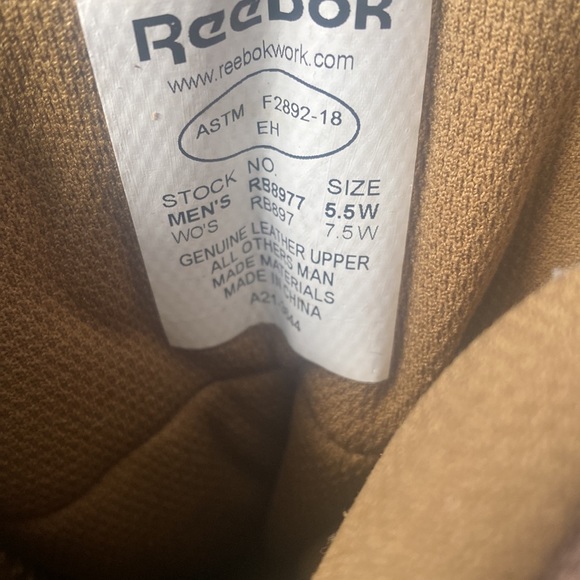 Reebok
www.reebokwork.com
ASTM F2892-18
EH
STOCK NO. SIZE
MEN'S RB8977 5.5W
WO'S RB897 7.5W
GENUINE LEATHER UPPER
ALL OTHERS MAN
MADE MATERIALS
MADE IN CHINA